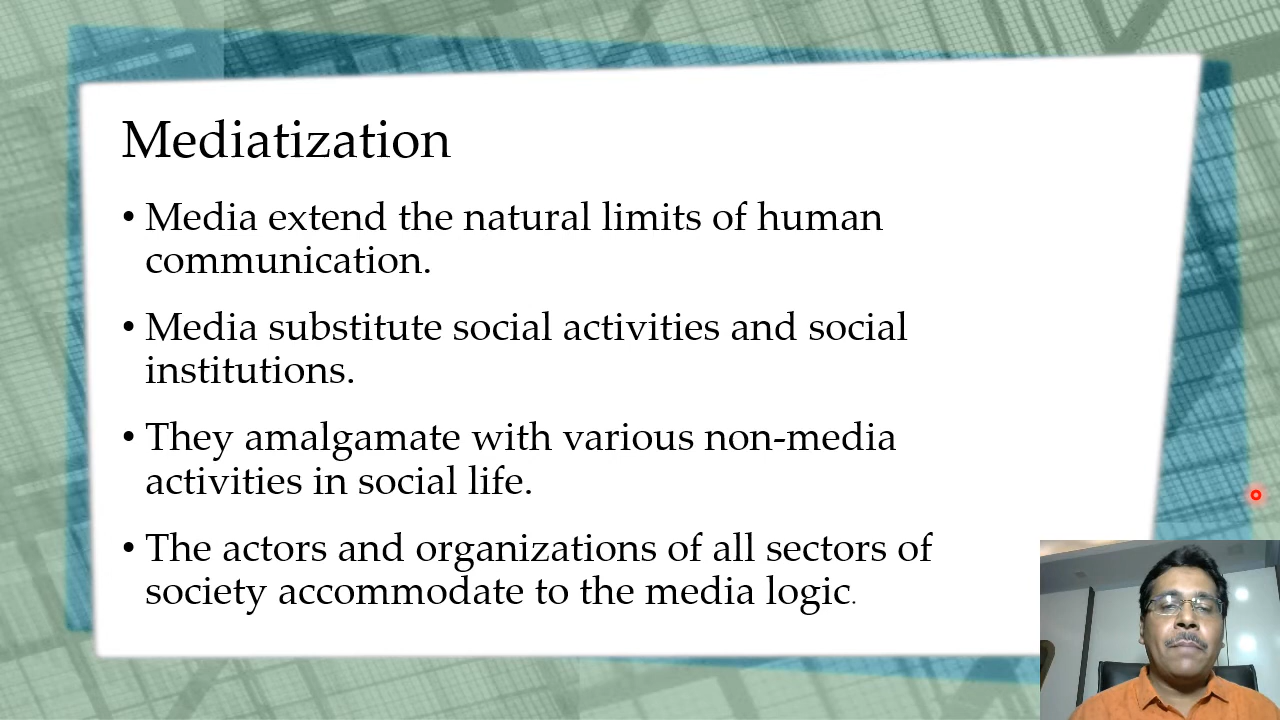 Mediatization
• Media extend the natural limits of human
communication.
• Media substitute social activities and social
institutions.
• They amalgamate with various non-media
activities in social life.
• The actors and organizations of all sectors of
society accommodate to the media logic.